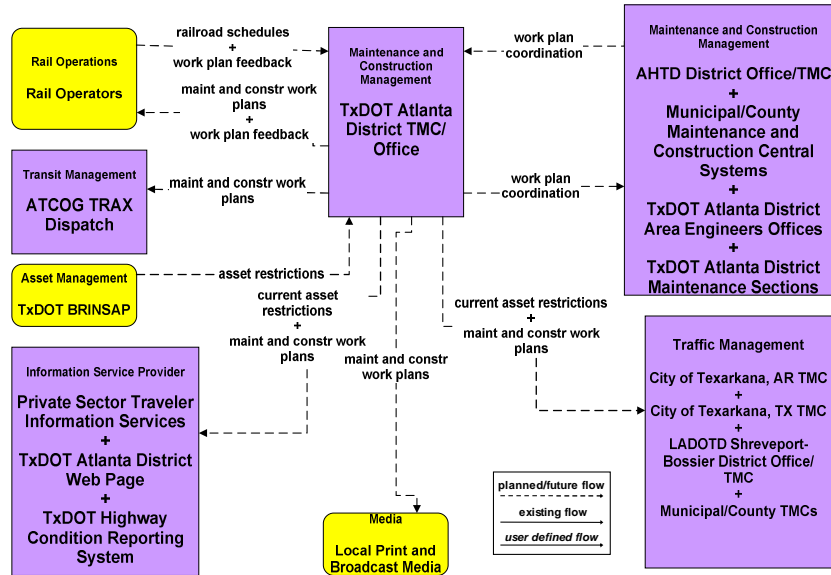 Rail Operations
Rail Operators
railroad schedules
+
work plan feedback
maint and constr work
plans
+
work plan feedback
Maintenance and
Construction
Management
TxDOT Atlanta
District TMC/
Office
work plan
coordination
work plan
coordination
Maintenance and Construction
Management
AHTD District Office/TMC
+
Municipal/County
Maintenance and
Construction Central
Systems
+
TxDOT Atlanta District
Area Engineers Offices
+
TxDOT Atlanta District
Maintenance Sections
Transit Management
ATCOG TRAX
Dispatch
maint and constr work
plans
Asset Management
TxDOT BRINSAP
asset restrictions
current asset
restrictions
+
maint and constr work
plans
maint and constr
work plans
current asset restrictions
+
maint and constr work
plans
Information Service Provider
Private Sector Traveler
Information Services
+
TxDOT Atlanta District
Web Page
+
TxDOT Highway
Condition Reporting
System
Media
Local Print and
Broadcast Media
planned/future flow
existing flow
user defined flow
Traffic Management
City of Texarkana, AR TMC
+
City of Texarkana, TX TMC
+
LADOTD Shreveport-
Bossier District Office/
TMC
+
Municipal/County TMCs